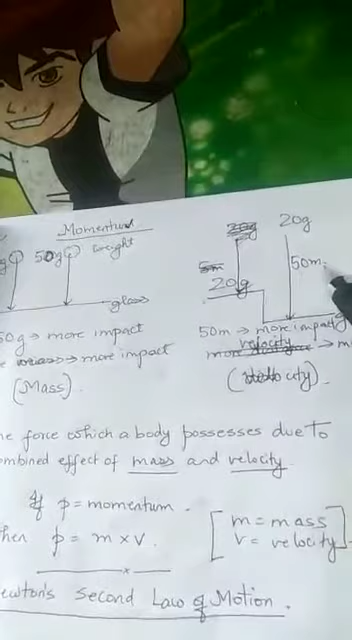 Momentum
20g
50g weight
50m
5m
20g
glass
50g → more impact
50m → more impact
→ more impact
velocity
more
(Mass).
(velocity).
force which a body possesses due to
combined effect of mass and velocity.
If p = momentum.
then p = m × v.
[m = mass
v = velocity]
Newton's Second Law of Motion.